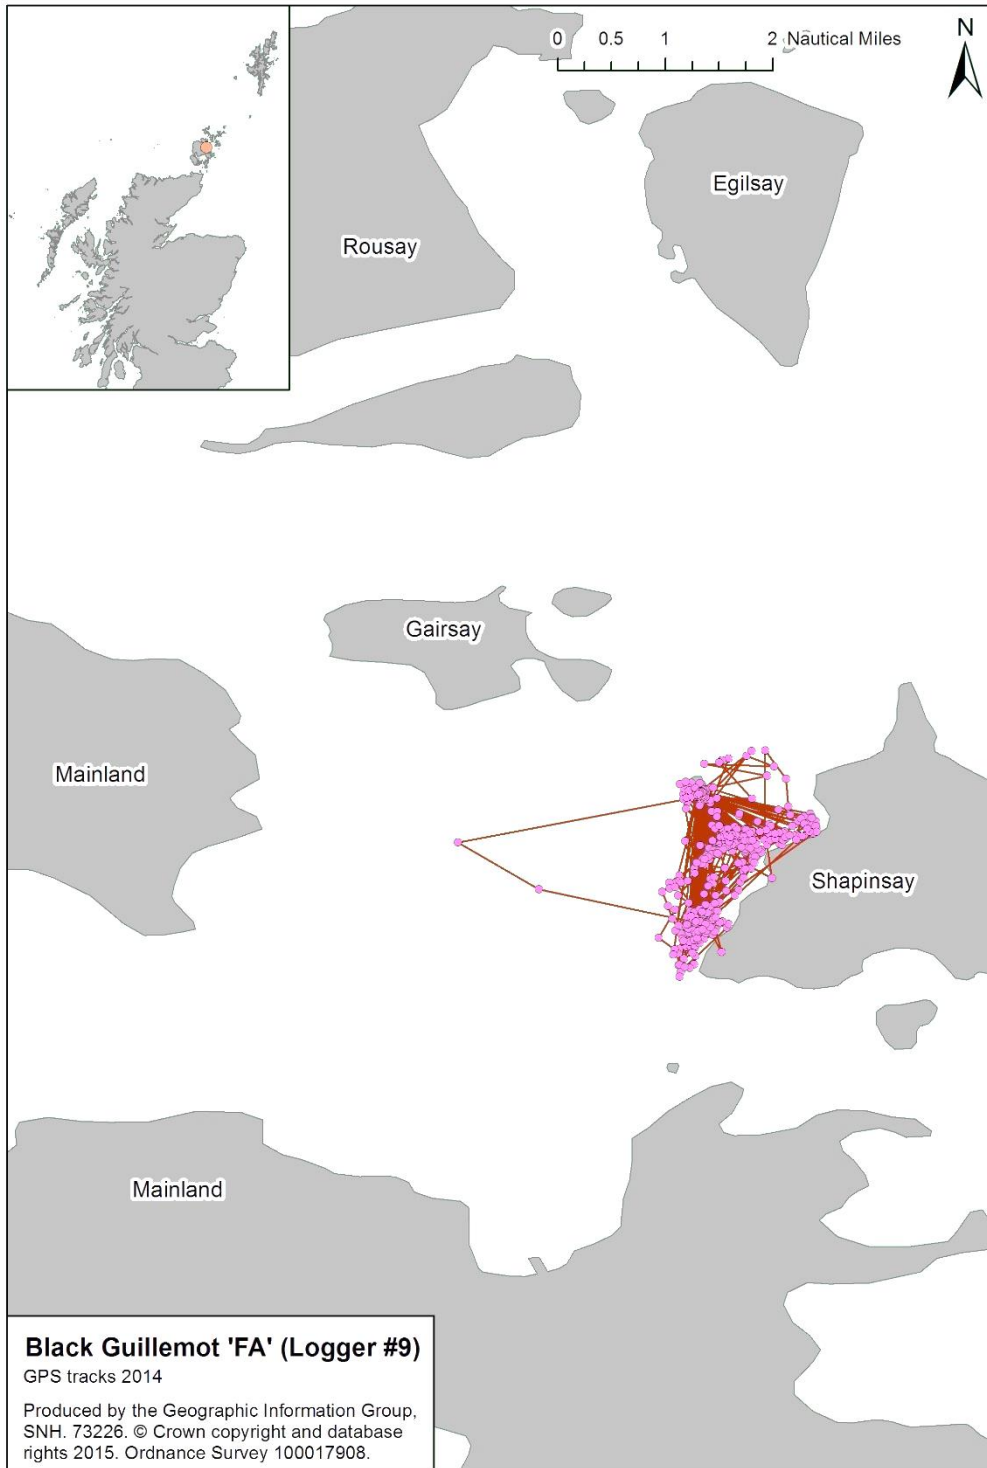 N
0 0.5 1 2 Nautical Miles
Egilsay
Rousay
Gairsay
Mainland
Shapinsay
Mainland
Black Guillemot 'FA' (Logger #9)
GPS tracks 2014
Produced by the Geographic Information Group,
SNH. 73226. © Crown copyright and database
rights 2015. Ordnance Survey 100017908.